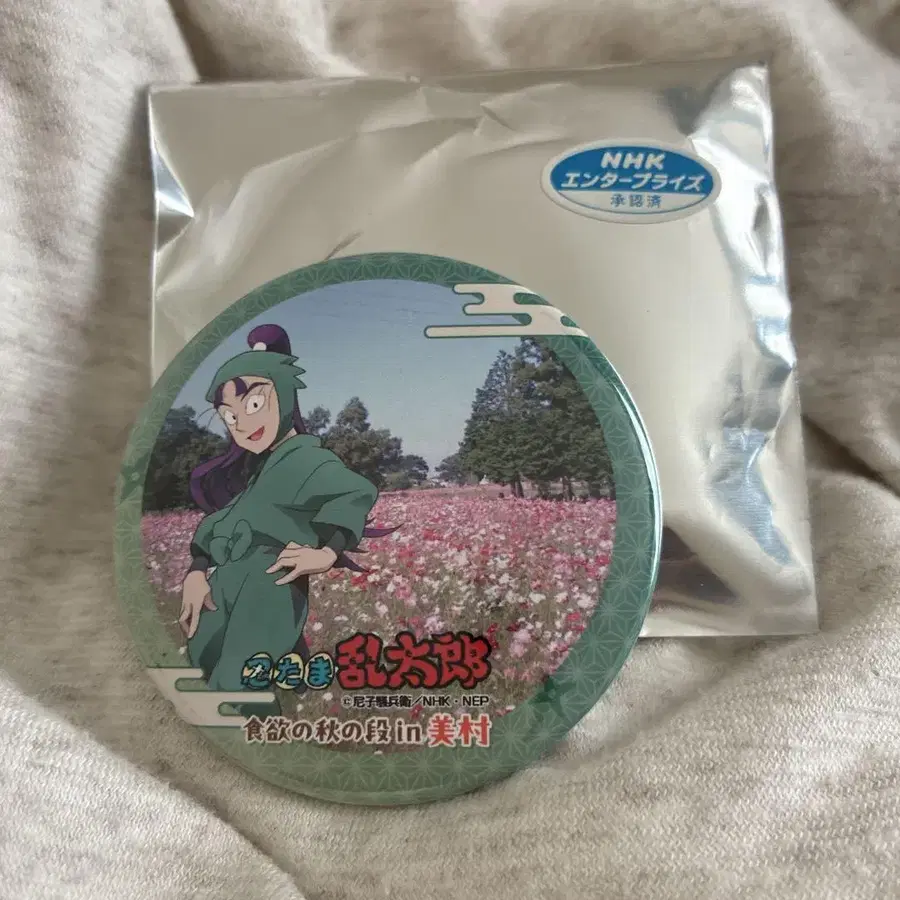 NHK
エンタープライズ
承認済
忍たま乱太郎
©尼子騒兵衛/NHK・NEP
食欲の秋の段in美村